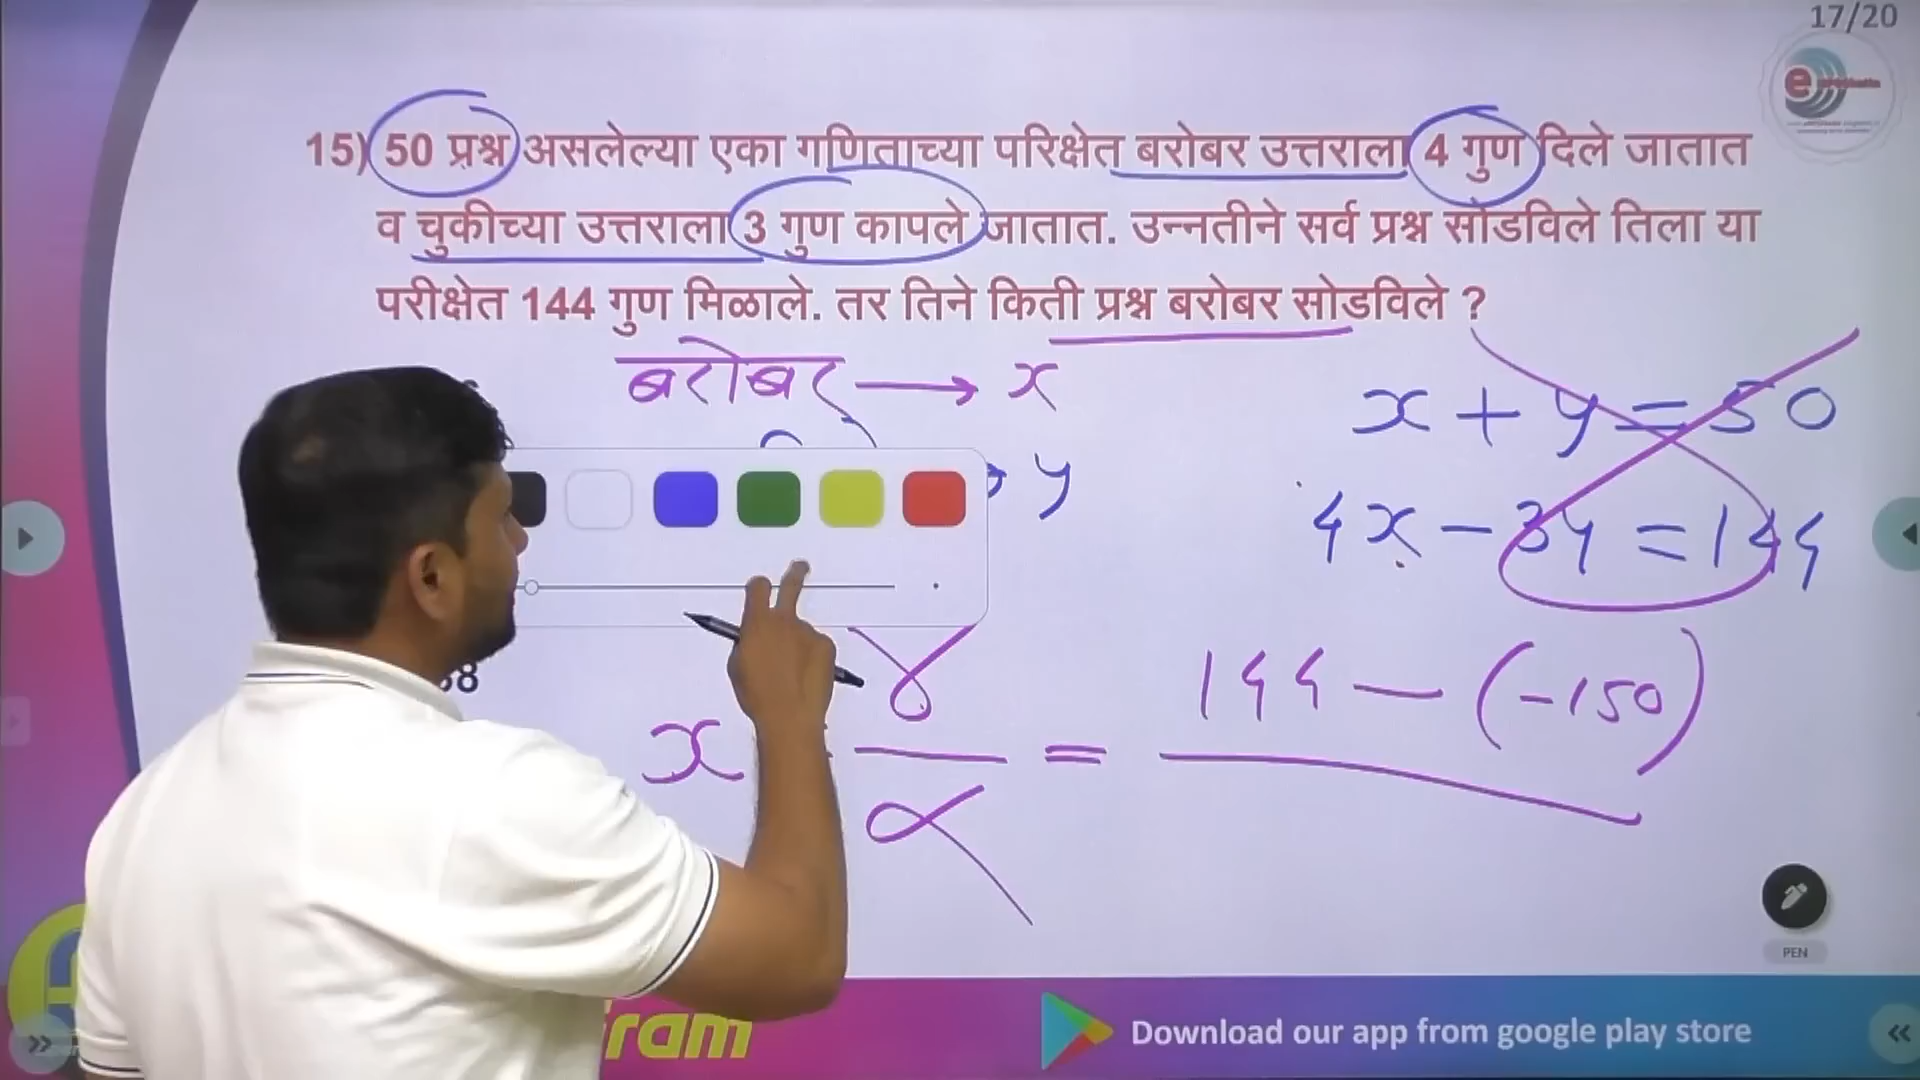 17/20
15) 50 प्रश्न असलेल्या एका गणिताच्या परिक्षेत बरोबर उत्तराला 4 गुण दिले जातात
व चुकीच्या उत्तराला 3 गुण कापले जातात. उन्नतीने सर्व प्रश्न सोडविले तिला या
परीक्षेत 144 गुण मिळाले. तर तिने किती प्रश्न बरोबर सोडविले ?
बरोबर → x
x + y = 50
y
4x - 3y = 144
144 - (-150)
x =
PEN
Download our app from google play store